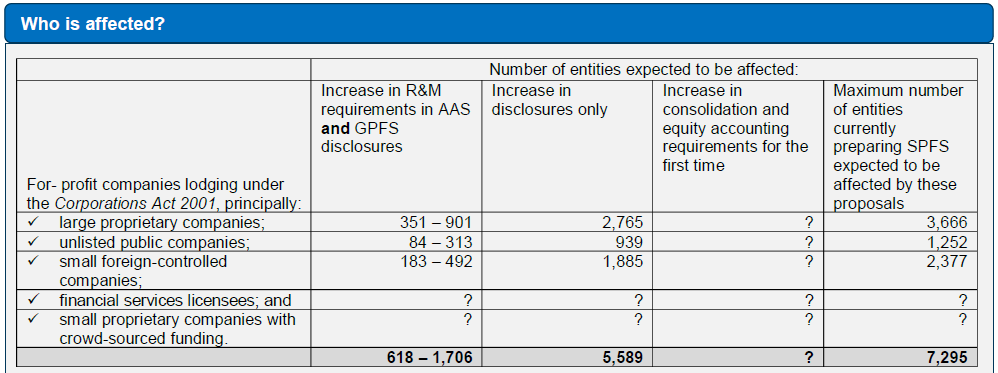 Who is affected?
Number of entities expected to be affected:
Increase in R&M requirements in AAS and GPFS disclosures
Increase in disclosures only
Increase in consolidation and equity accounting requirements for the first time
Maximum number of entities currently preparing SPFS expected to be affected by these proposals
For- profit companies lodging under
the Corporations Act 2001, principally:
✓ large proprietary companies; 351 – 901 2,765 ? 3,666
✓ unlisted public companies; 84 – 313 939 ? 1,252
✓ small foreign-controlled companies; 183 – 492 1,885 ? 2,377
✓ financial services licensees; and ? ? ? ?
✓ small proprietary companies with crowd-sourced funding. ? ? ? ?
618 – 1,706 5,589 ? 7,295